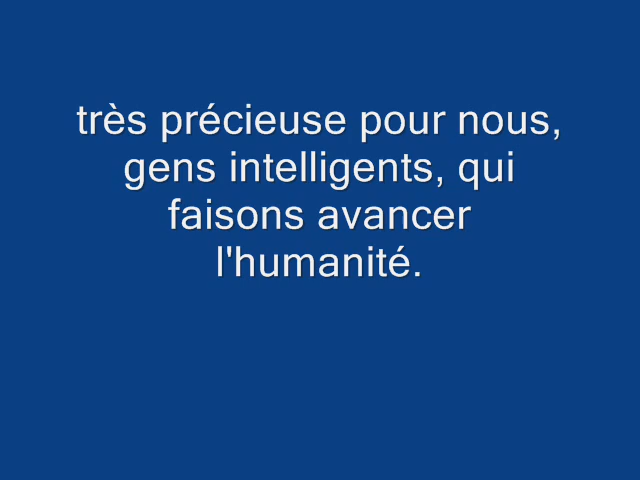 très précieuse pour nous,
gens intelligents, qui
faisons avancer
l'humanité.